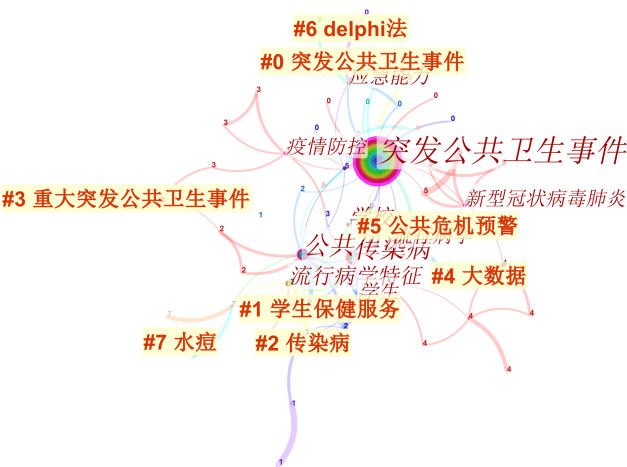 #6 delphi法
#0 突发公共卫生事件
应急能力
疫情防控
突发公共卫生事件
#3 重大突发公共卫生事件
新型冠状病毒肺炎
学校
#5 公共危机预警
公共
传染病
流行病学特征
#4 大数据
学生
#1 学生保健服务
#7 水痘
#2 传染病